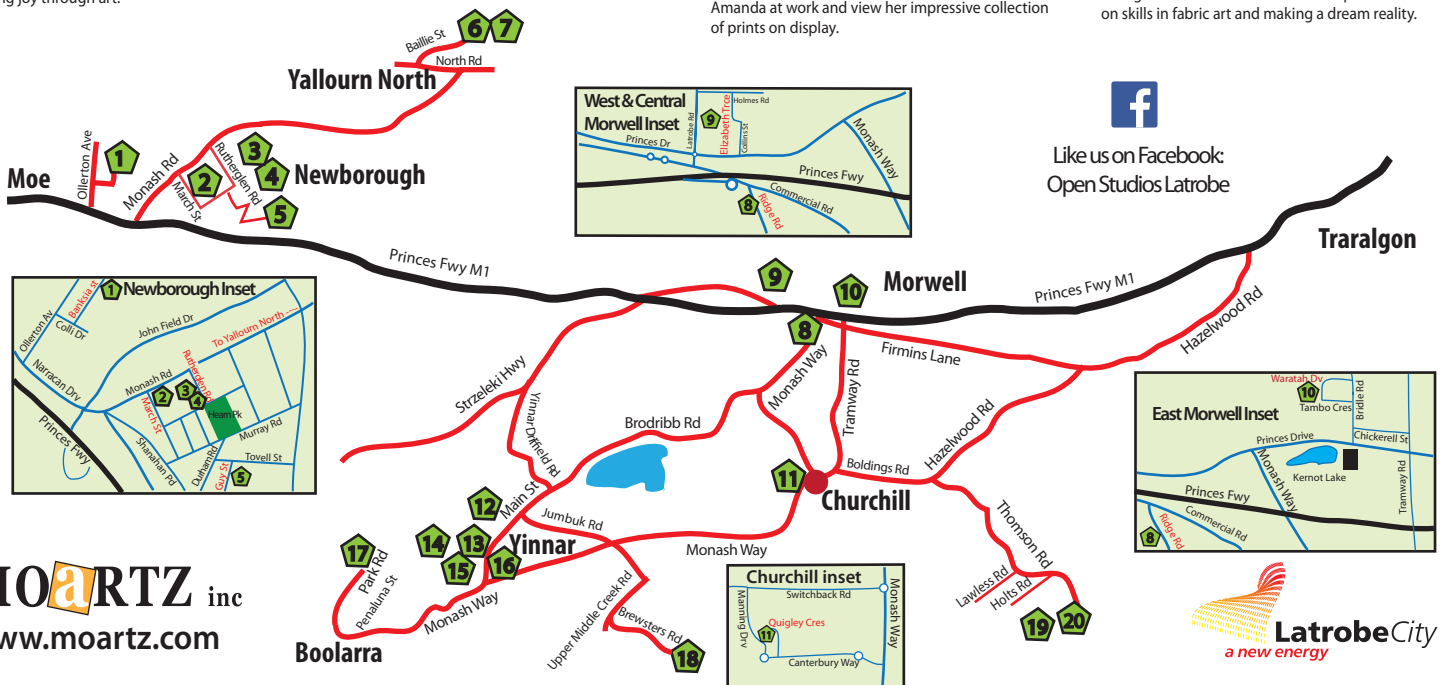 ng joy through art.
Amanda at work and view her impressive collection
of prints on display.
on skills in fabric art and making a dream reality.
6
7
Baillie St
North Rd
Yallourn North
Ollerton Ave
1
Moe
Monash Rd
2
March St
Rutherglen Rd
3
4
5
Newborough
West & Central
Morwell Inset
Latrobe Rd
9
Elizabeth Trce
Holmes Rd
Collins St
Princes Dr
Monash Way
Princes Fwy
Commercial Rd
8
Ridge Rd
Like us on Facebook:
Open Studios Latrobe
Traralgon
Princes Fwy M1
9
10
Morwell
Princes Fwy M1
8
Firmins Lane
Hazelwood Rd
Newborough Inset
1
Banksia st
Ollerton Av
Colli Dr
John Field Dr
To Yallourn North
Narracan Drv
Monash Rd
Rutherglen Rd
2
3
4
March St
Hearn Pk
Murray Rd
Princes Fwy
Shanahan Pd
Durham Rd
Guy St
Tovell St
5
Strzeleki Hwy
Yinnar Driffield Rd
Brodribb Rd
Monash Way
Tramway Rd
Hazelwood Rd
Boldings Rd
11
Churchill
12
Main St
Jumbuk Rd
14
13
Yinnar
15
16
Monash Way
17
Park Rd
Penaluna St
Monash Way
Boolarra
Upper Middle Creek Rd
Brewsters Rd
18
Thomson Rd
Lawless Rd
Holts Rd
19
20
Churchill inset
Switchback Rd
Manning Drv
Monash Way
Quigley Cres
11
Canterbury Way
East Morwell Inset
Waratah Dv
10
Tambo Cres
Bridle Rd
Princes Drive
Chickerell St
Monash Way
Kernot Lake
Tramway Rd
Princes Fwy
Commercial Rd
8
Ridge Rd
OaRTZ inc
ww.moartz.com
LatrobeCity
a new energy